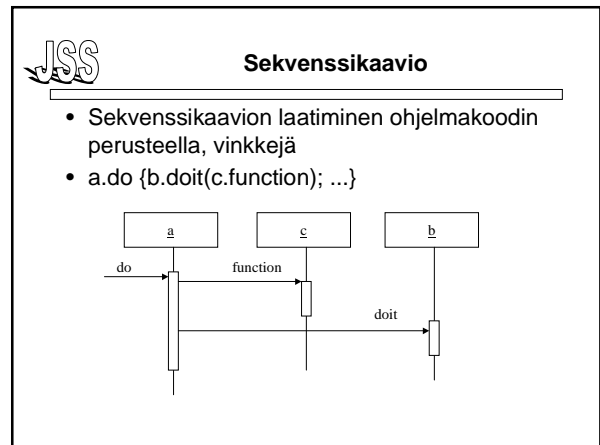 JSS
Sekvenssikaavio
• Sekvenssikaavion laatiminen ohjelmakoodin
perusteella, vinkkejä
• a.do {b.doit(c.function); ...}
a
c
b
do
function
doit